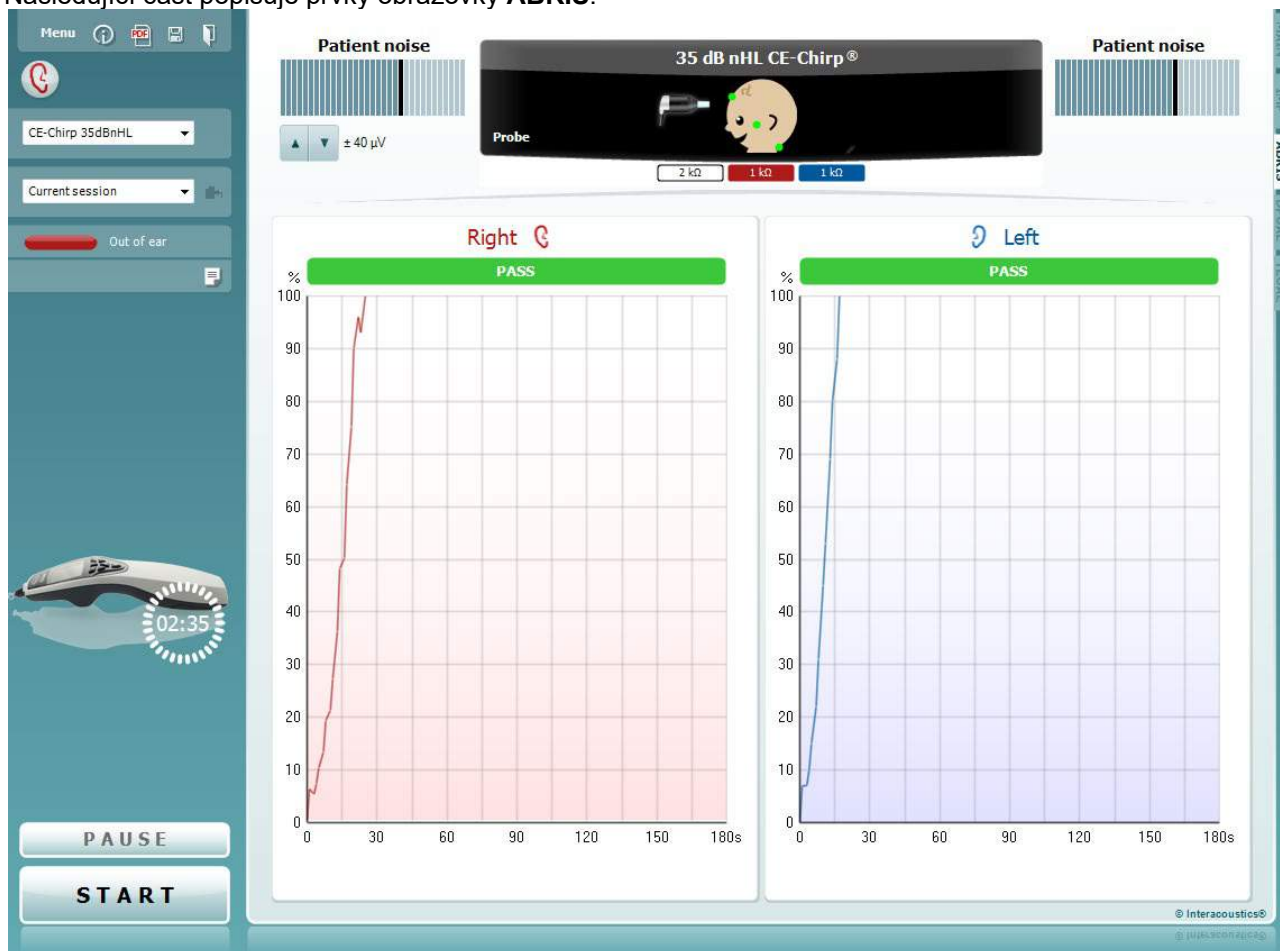 Následující část popisuje prvky obrazovky ABRIS.
Menu
PDF
CE-Chirp 35dBnHL
Current session
Out of ear
02:35
PAUSE
START
Patient noise
± 40 µV
35 dB nHL CE-Chirp®
Probe
2 kΩ 1 kΩ 1 kΩ
Patient noise
Right
PASS
%
100
90
80
70
60
50
40
30
20
10
0
0 30 60 90 120 150 180s
Left
PASS
%
100
90
80
70
60
50
40
30
20
10
0
0 30 60 90 120 150 180s
© Interacoustics®
© Interacoustics®